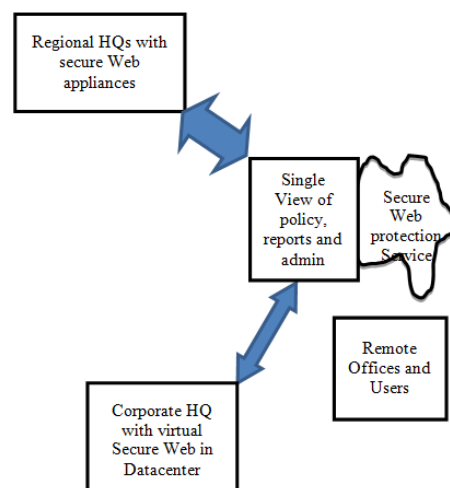 Regional HQs with
secure Web
appliances
Single
View of
policy,
reports and
admin
Secure
Web
protection
Service
Remote
Offices and
Users
Corporate HQ
with virtual
Secure Web in
Datacenter